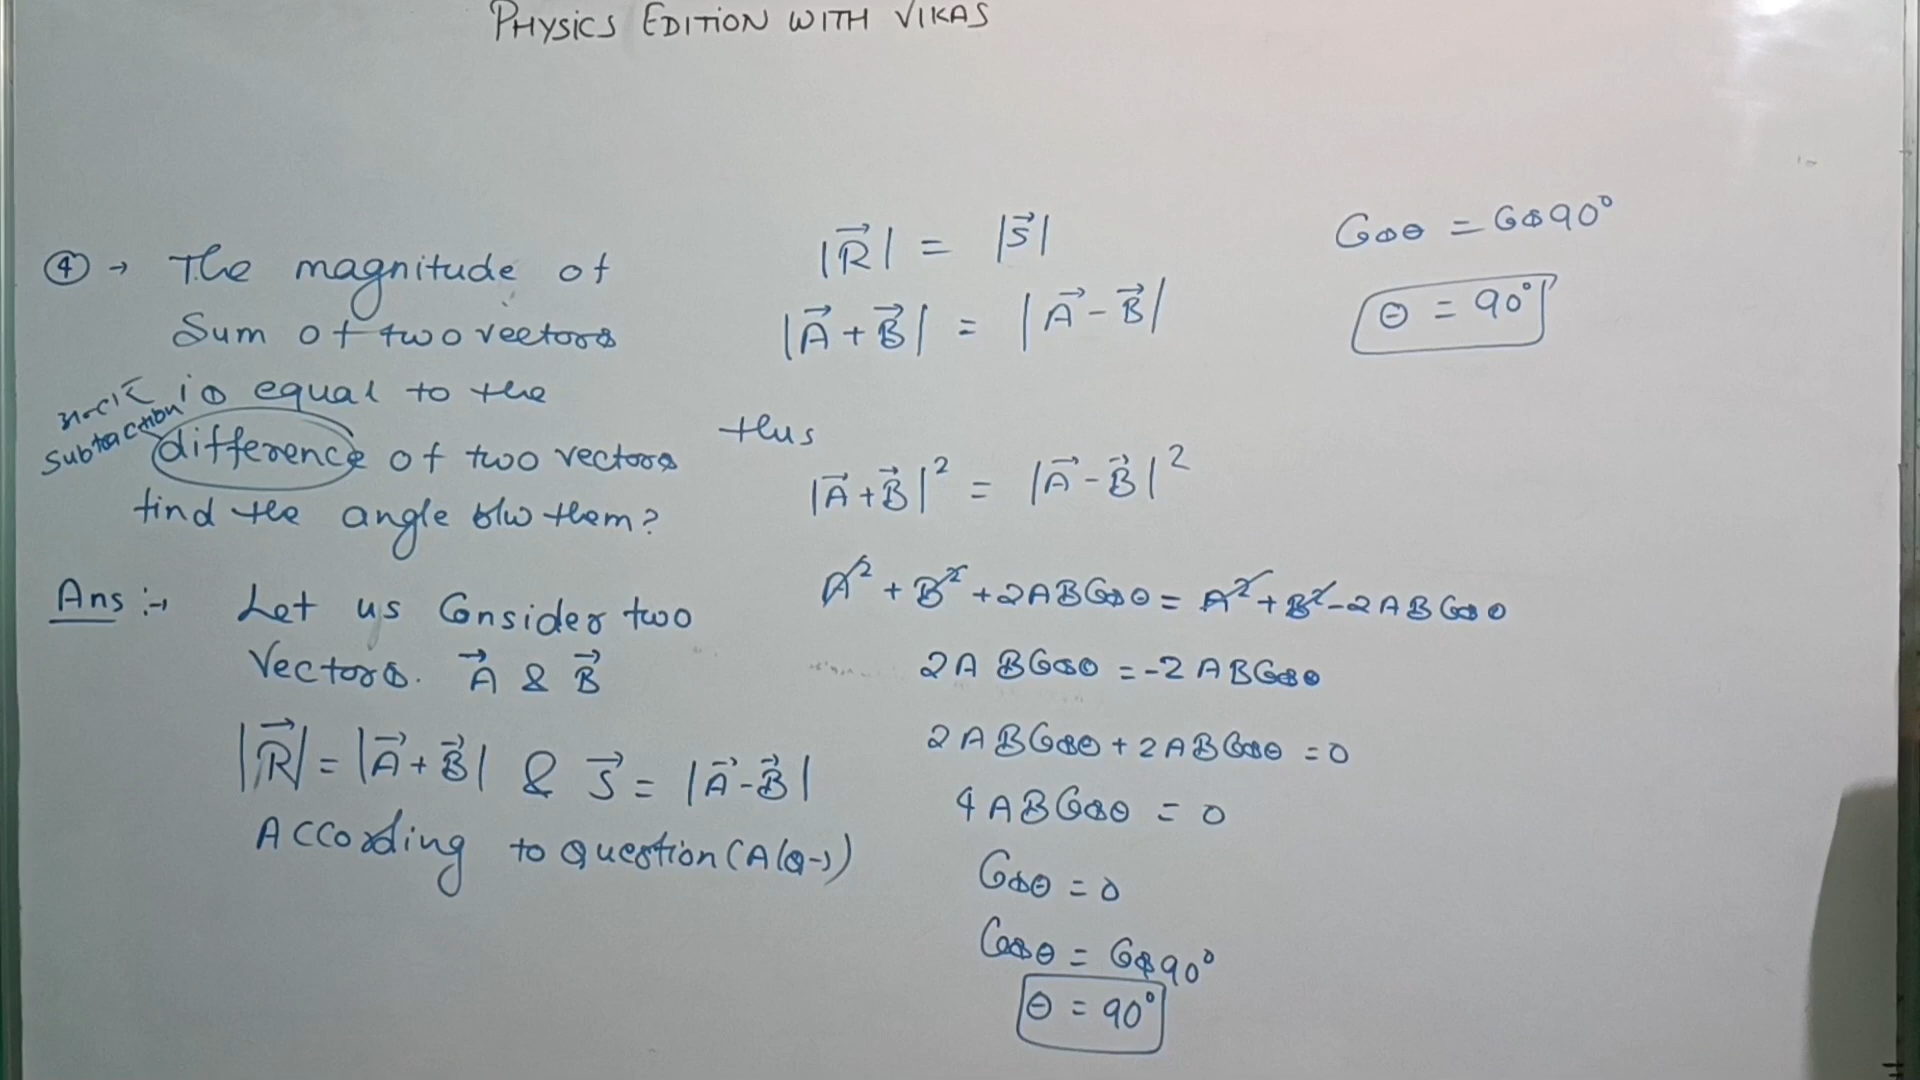 PHYSICS EDITION WITH VIKAS
④ → The magnitude of
Sum of two vectors
is equal to the
subtraction
difference of two vectors
find the angle b/w them?
Ans :→ Let us Consider two
Vectors. A⃗ & B⃗
|R⃗| = |A⃗ + B⃗| & S⃗ = |A⃗ - B⃗|
According to question (A/Q→)
|R⃗| = |S⃗|
|A⃗ + B⃗| = |A⃗ - B⃗|
thus
|A⃗ + B⃗|² = |A⃗ - B⃗|²
A² + B² + 2ABCosθ = A² + B² - 2ABCosθ
2ABCosθ = -2ABCosθ
2ABCosθ + 2ABCosθ = 0
4ABCosθ = 0
Cosθ = 0
Cosθ = Cos90°
θ = 90°
Cosθ = Cos90°
θ = 90°